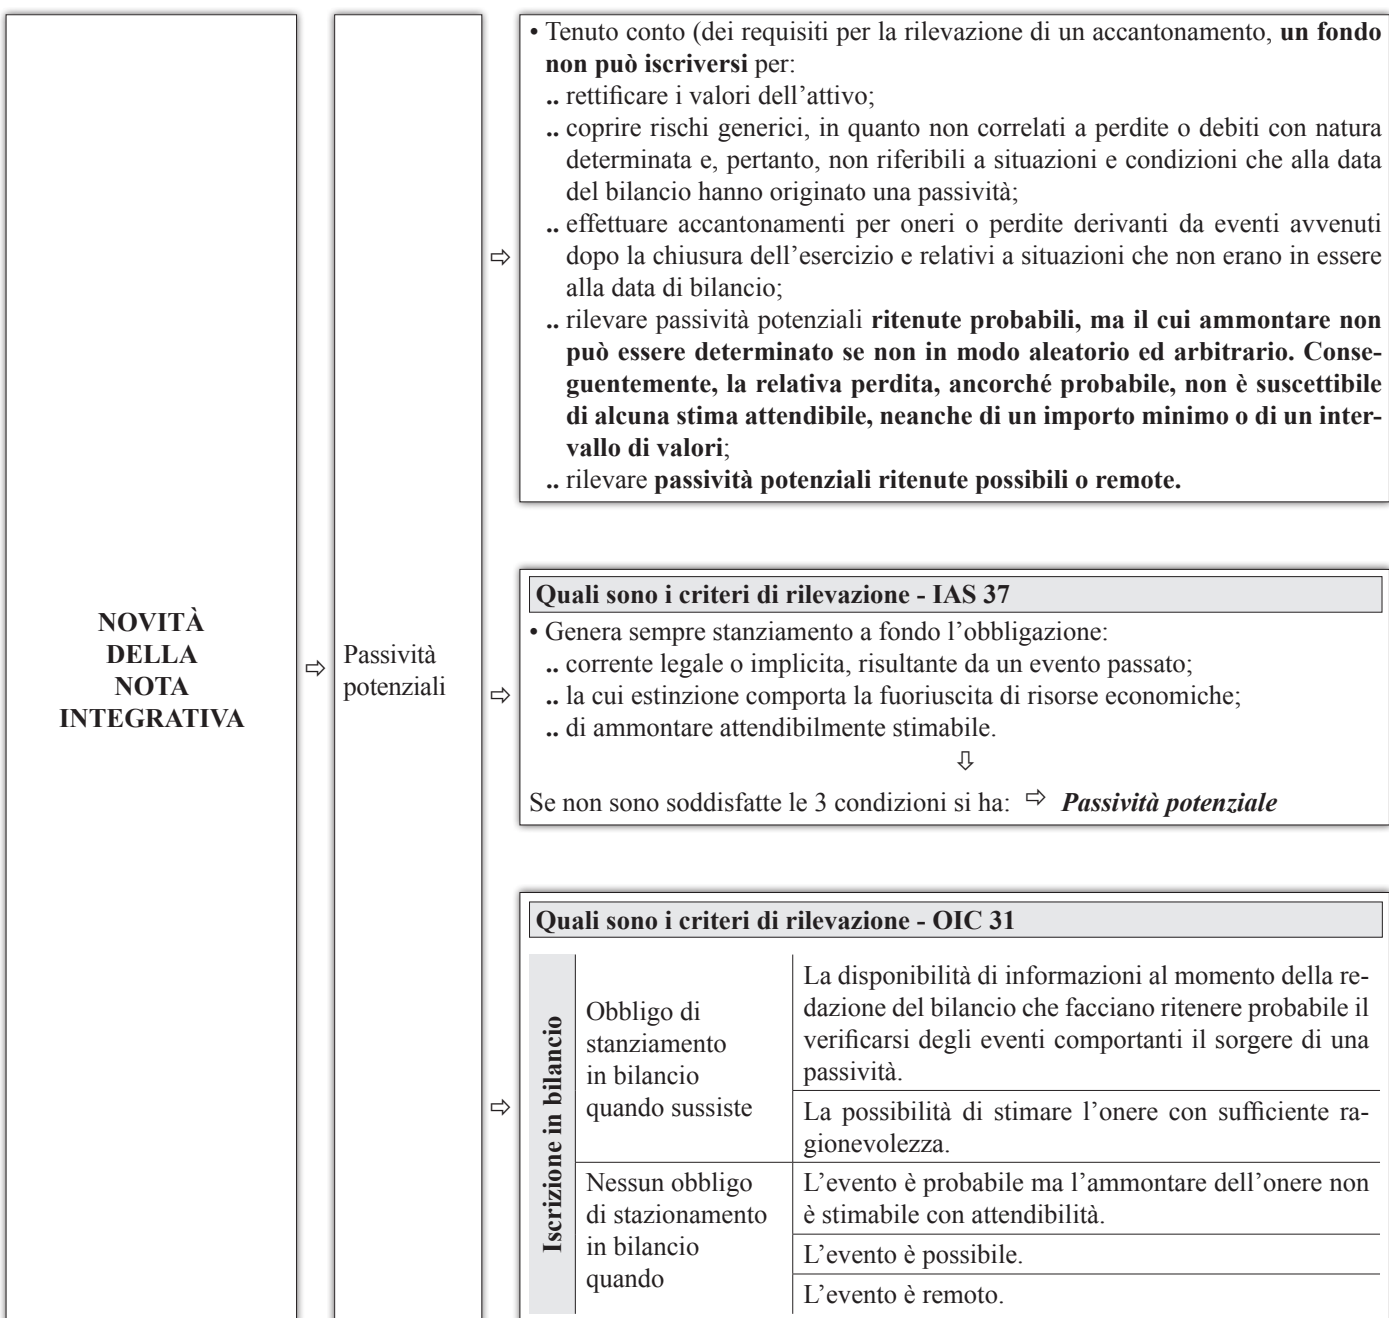 NOVITÀ
DELLA
NOTA
INTEGRATIVA
⇨
Passività
potenziali
⇨
• Tenuto conto (dei requisiti per la rilevazione di un accantonamento, un fondo
non può iscriversi per:
.. rettificare i valori dell’attivo;
.. coprire rischi generici, in quanto non correlati a perdite o debiti con natura
determinata e, pertanto, non riferibili a situazioni e condizioni che alla data
del bilancio hanno originato una passività;
.. effettuare accantonamenti per oneri o perdite derivanti da eventi avvenuti
dopo la chiusura dell’esercizio e relativi a situazioni che non erano in essere
alla data di bilancio;
.. rilevare passività potenziali ritenute probabili, ma il cui ammontare non
può essere determinato se non in modo aleatorio ed arbitrario. Conse-
guentemente, la relativa perdita, ancorché probabile, non è suscettibile
di alcuna stima attendibile, neanche di un importo minimo o di un inter-
vallo di valori;
.. rilevare passività potenziali ritenute possibili o remote.
⇨
Quali sono i criteri di rilevazione - IAS 37
• Genera sempre stanziamento a fondo l’obbligazione:
.. corrente legale o implicita, risultante da un evento passato;
.. la cui estinzione comporta la fuoriuscita di risorse economiche;
.. di ammontare attendibilmente stimabile.
⇩
Se non sono soddisfatte le 3 condizioni si ha: ⇨ Passività potenziale
⇨
Quali sono i criteri di rilevazione - OIC 31
Iscrizione in bilancio
Obbligo di
stanziamento
in bilancio
quando sussiste
La disponibilità di informazioni al momento della re-
dazione del bilancio che facciano ritenere probabile il
verificarsi degli eventi comportanti il sorgere di una
passività.
La possibilità di stimare l’onere con sufficiente ra-
gionevolezza.
Nessun obbligo
di stazionamento
in bilancio
quando
L’evento è probabile ma l’ammontare dell’onere non
è stimabile con attendibilità.
L’evento è possibile.
L’evento è remoto.